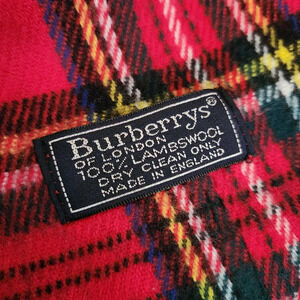 Burberrys®
OF LONDON
100% LAMBSWOOL
DRY CLEAN ONLY
MADE IN ENGLAND